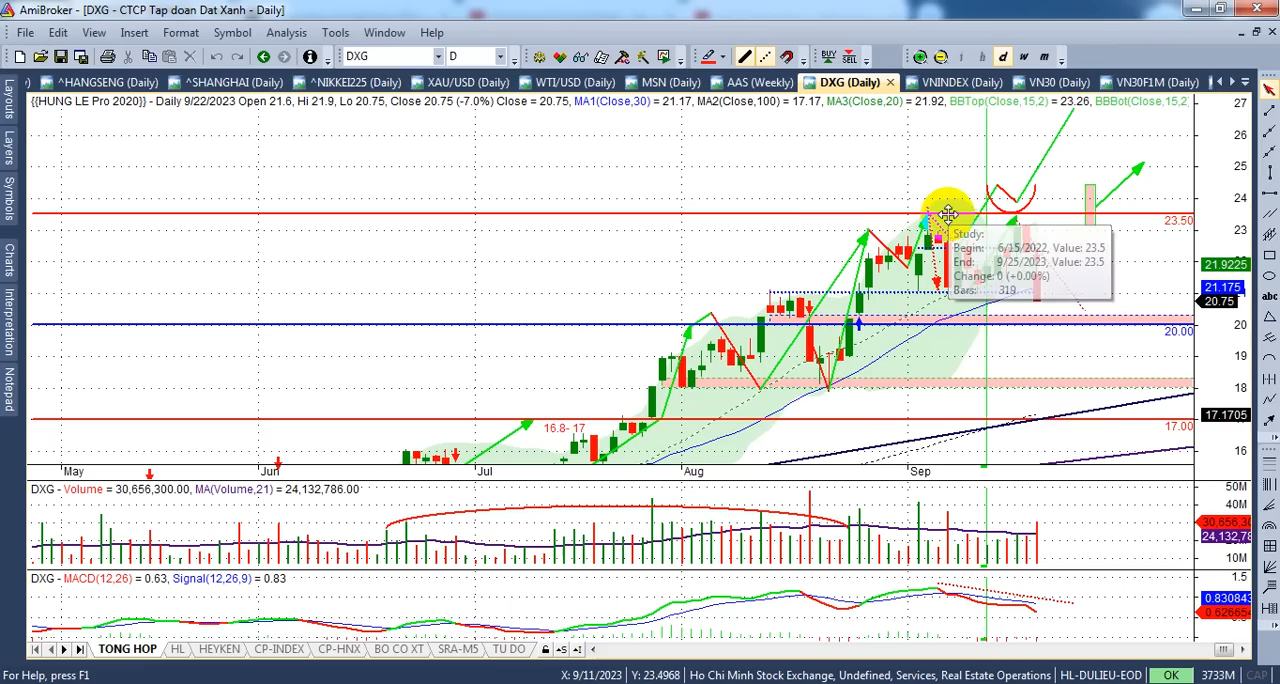 AmiBroker - [DXG - CTCP Tap doan Dat Xanh - Daily]
File Edit View Insert Format Symbol Analysis Tools Window Help
DXG D BUY SELL i h d w m
^HANGSENG (Daily) ^SHANGHAI (Daily) ^NIKKEI225 (Daily) XAU/USD (Daily) WTI/USD (Daily) MSN (Daily) AAS (Weekly) DXG (Daily) VNINDEX (Daily) VN30 (Daily) VN30F1M (Daily)
{{HUNG LE Pro 2020}} - Daily 9/22/2023 Open 21.6, Hi 21.9, Lo 20.75, Close 20.75 (-7.0%) Close = 20.75, MA1(Close,30) = 21.17, MA2(Close,100) = 17.17, MA3(Close,20) = 21.92, BBTop(Close,15,2) = 23.26, BBBot(Close,15,2)
Layouts
Layers
Symbols
Charts
Interpretation
Notepad
abc
27
26
25
24
23.50
23
Study:
Begin: 6/15/2022, Value: 23.5
End: 9/25/2023, Value: 23.5
Change: 0 (+0.00%)
Bars: 319
21.9225
21.175
20.75
20
20.00
19
18
17.1705
16.8- 17
17.00
16
May Jun Jul Aug Sep
DXG - Volume = 30,656,300.00, MA(Volume,21) = 24,132,786.00
50M
40M
30,656,30
24,132,78
10M
DXG - MACD(12,26) = 0.63, Signal(12,26,9) = 0.83
1.5
0.830843
0.626654
TONG HOP HL HEYKEN CP-INDEX CP-HNX BO CO XT SRA-M5 TU DO
For Help, press F1 X: 9/11/2023 | Y: 23.4968 Ho Chi Minh Stock Exchange, Undefined, Services, Real Estate Operations HL-DULIEU-EOD OK 3733M CAP